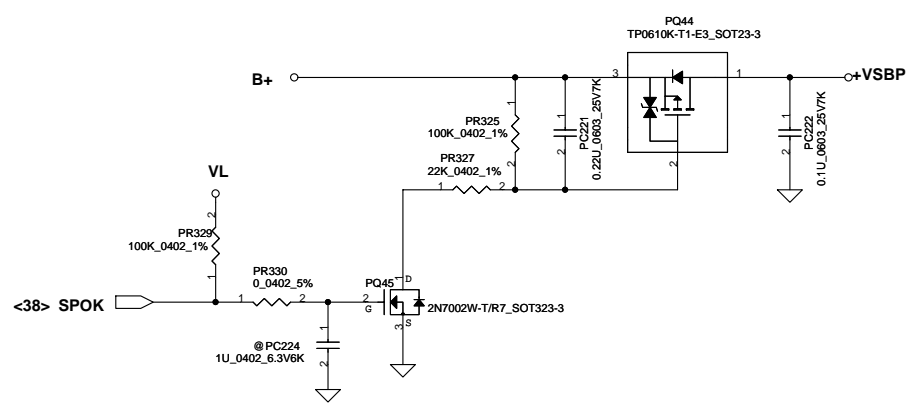 PQ44
TP0610K-T1-E3_SOT23-3
B+
3
1
+VSBP
2
1
2
PR325
100K_0402_1%
1
2
PC221
0.22U_0603_25V7K
1
2
PC222
0.1U_0603_25V7K
PR327
22K_0402_1%
1
2
VL
2
PR329
100K_0402_1%
1
<38> SPOK
PR330
0_0402_5%
1
2
PQ45
2
G
1
D
3
S
2N7002W-T/R7_SOT323-3
1
@PC224
1U_0402_6.3V6K
2